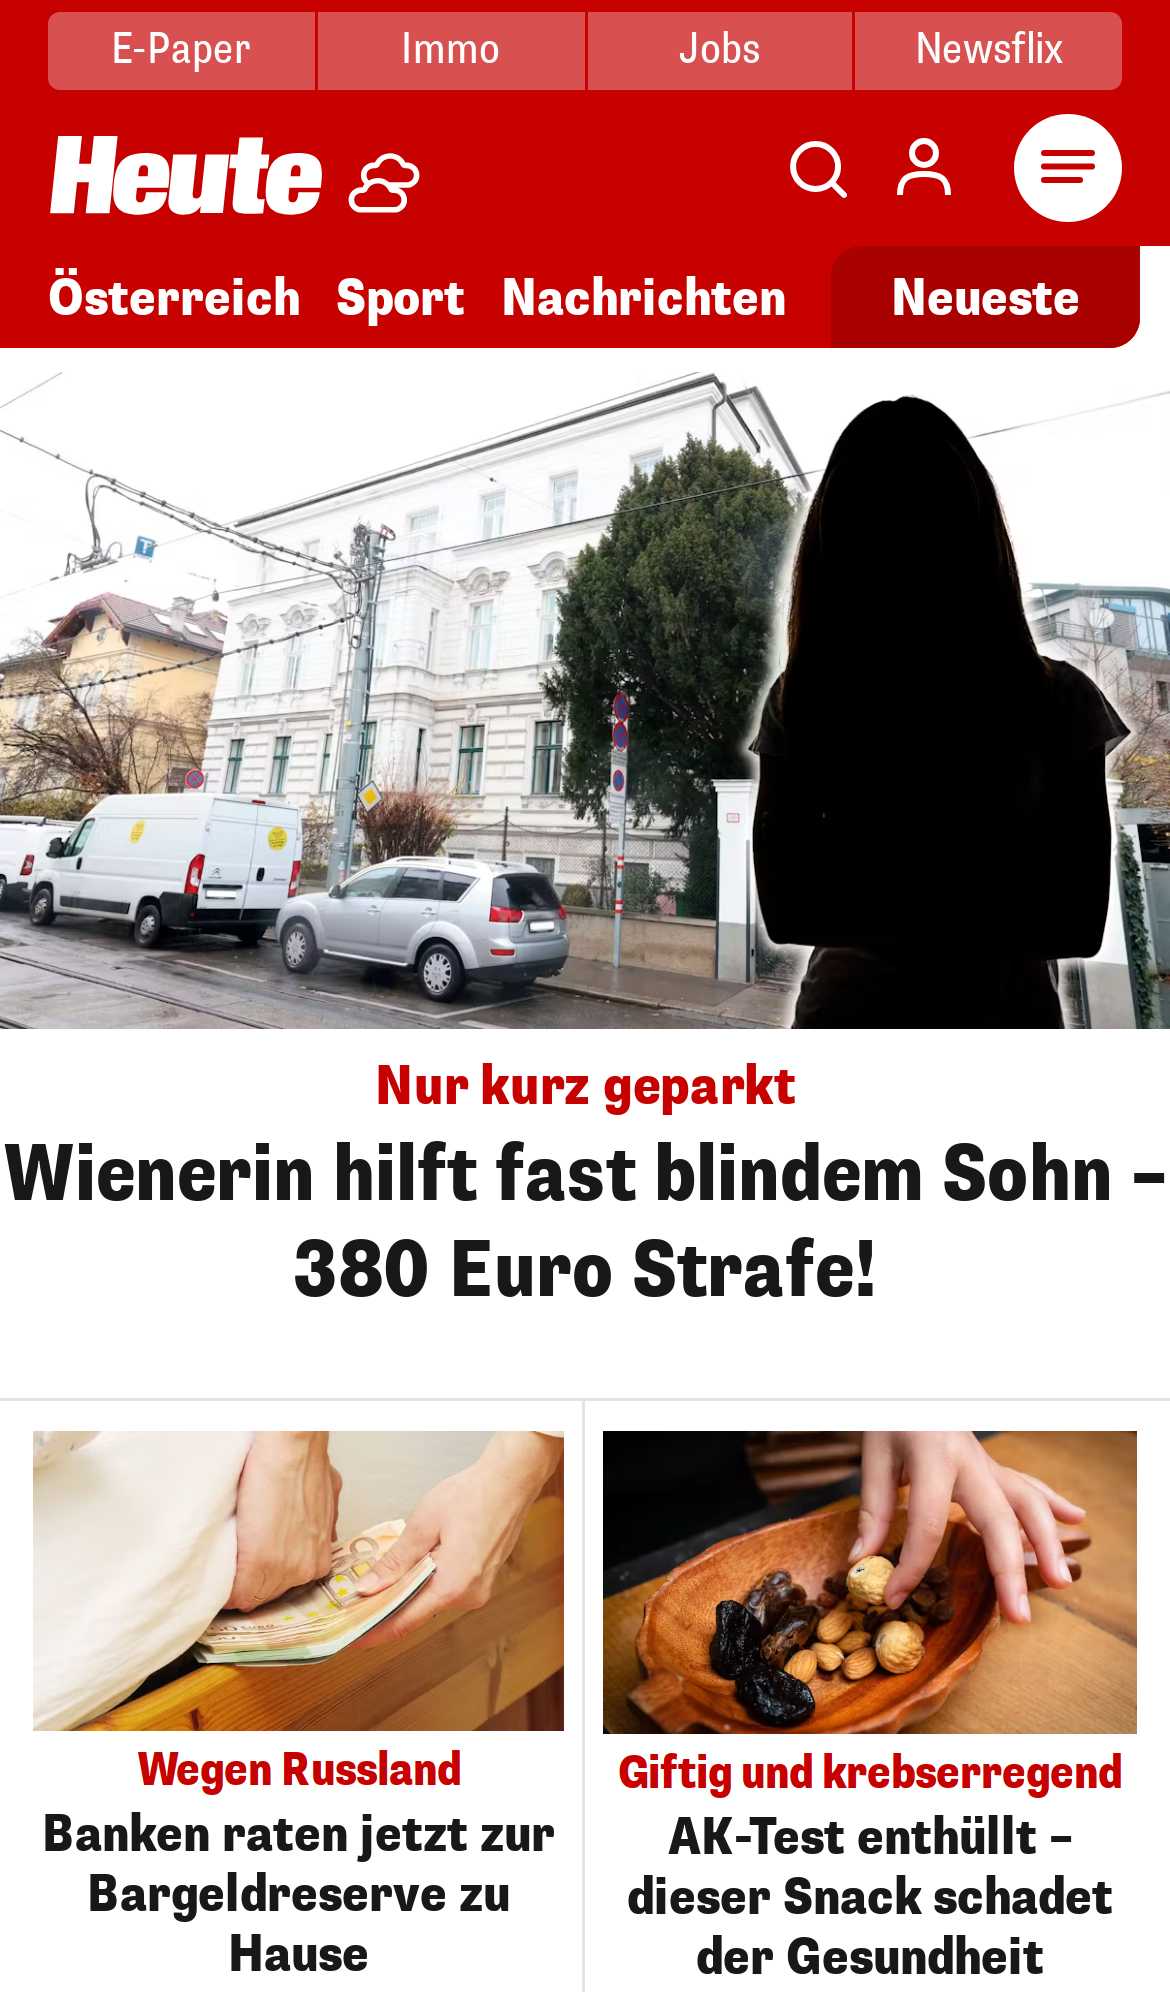 E-Paper
Immo
Jobs
Newsflix
Heute
Österreich
Sport
Nachrichten
Neueste
Nur kurz geparkt
Wienerin hilft fast blindem Sohn –
380 Euro Strafe!
Wegen Russland
Banken raten jetzt zur
Bargeldreserve zu
Hause
Giftig und krebserregend
AK-Test enthüllt –
dieser Snack schadet
der Gesundheit